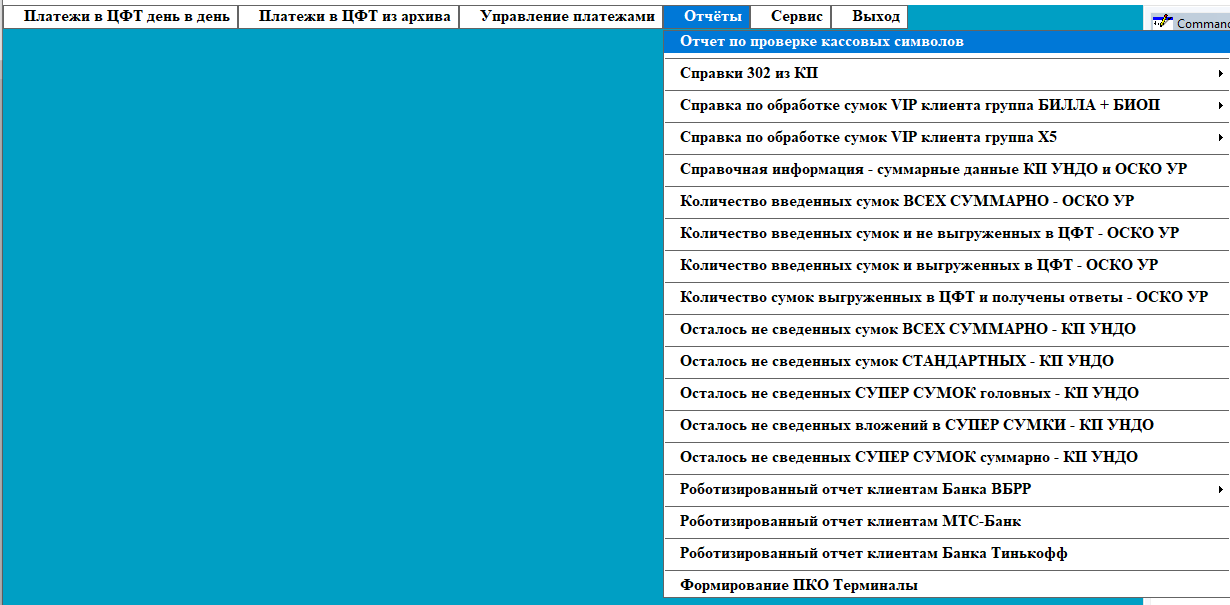 Платежи в ЦФТ день в день Платежи в ЦФТ из архива Управление платежами Отчёты Сервис Выход
Отчет по проверке кассовых символов
Справки 302 из КП
Справка по обработке сумок VIP клиента группа БИЛЛА + БИОП
Справка по обработке сумок VIP клиента группа Х5
Справочная информация - суммарные данные КП УНДО и ОСКО УР
Количество введенных сумок ВСЕХ СУММАРНО - ОСКО УР
Количество введенных сумок и не выгруженных в ЦФТ - ОСКО УР
Количество введенных сумок и выгруженных в ЦФТ - ОСКО УР
Количество сумок выгруженных в ЦФТ и получены ответы - ОСКО УР
Осталось не сведенных сумок ВСЕХ СУММАРНО - КП УНДО
Осталось не сведенных сумок СТАНДАРТНЫХ - КП УНДО
Осталось не сведенных СУПЕР СУМОК головных - КП УНДО
Осталось не сведенных вложений в СУПЕР СУМКИ - КП УНДО
Осталось не сведенных СУПЕР СУМОК суммарно - КП УНДО
Роботизированный отчет клиентам Банка ВБРР
Роботизированный отчет клиентам МТС-Банк
Роботизированный отчет клиентам Банка Тинькофф
Формирование ПКО Терминалы